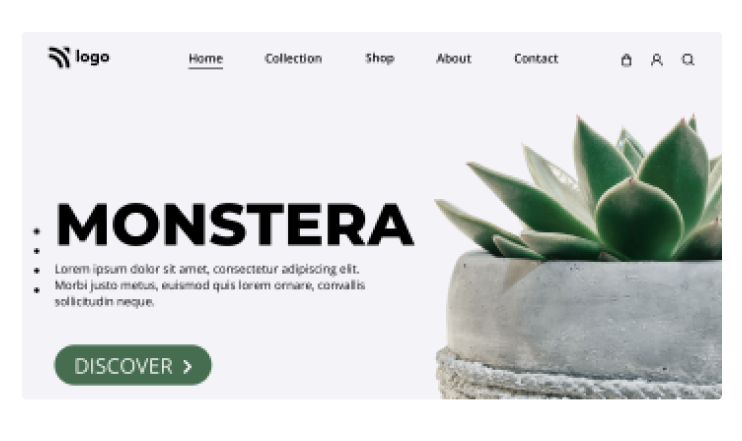 logo
Home Collection Shop About Contact
MONSTERA
Lorem ipsum dolor sit amet, consectetur adipiscing elit.
Morbi justo metus, euismod quis lorem ornare, convallis
sollicitudin neque.
DISCOVER